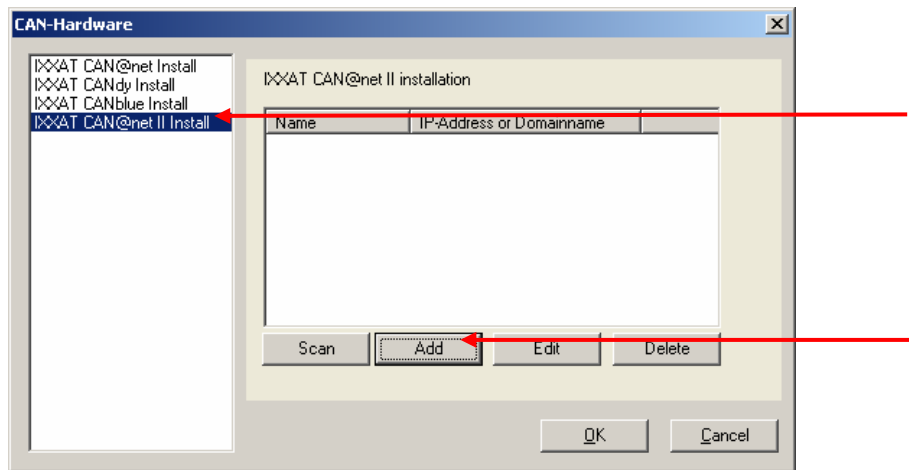 CAN-Hardware
IXXAT CAN@net Install
IXXAT CANdy Install
IXXAT CANblue Install
IXXAT CAN@net II Install
IXXAT CAN@net II installation
Name IP-Address or Domainname
Scan Add Edit Delete
OK Cancel